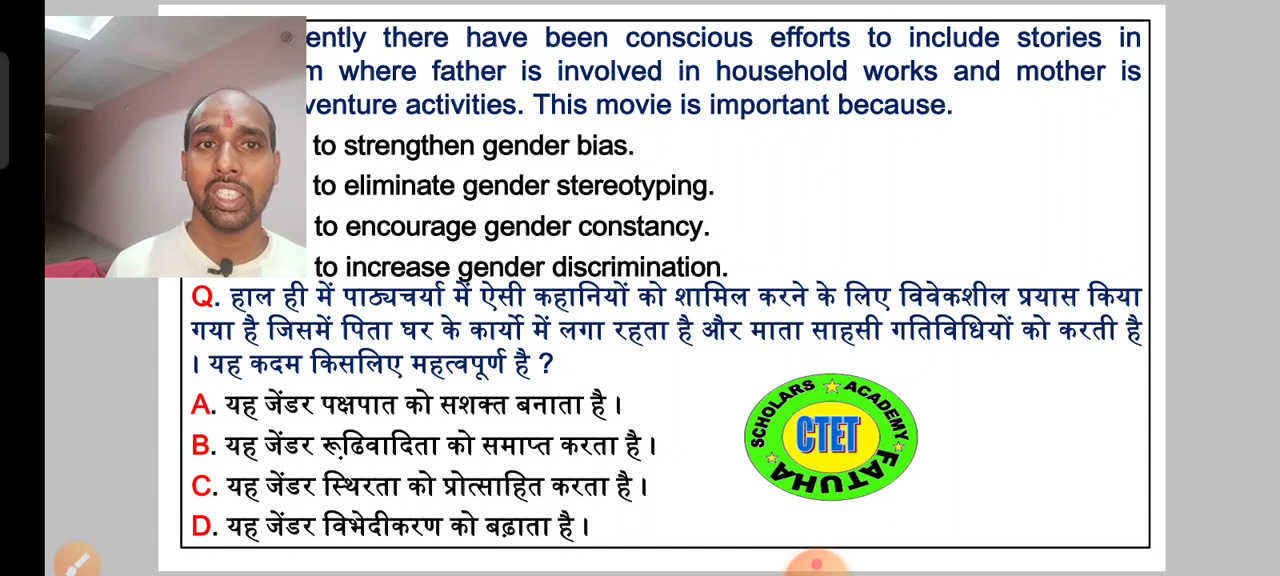 there have been conscious efforts to include stories in
where father is involved in household works and mother is
activities. This movie is important because.
to strengthen gender bias.
to eliminate gender stereotyping.
to encourage gender constancy.
to increase gender discrimination.
Q. हाल ही में पाठ्यचर्या में ऐसी कहानियों को शामिल करने के लिए विवेकशील प्रयास किया
गया है जिसमें पिता घर के कार्यो में लगा रहता है और माता साहसी गतिविधियों को करती है
। यह कदम किसलिए महत्वपूर्ण है ?
A. यह जेंडर पक्षपात को सशक्त बनाता है।
B. यह जेंडर रूढिवादिता को समाप्त करता है।
C. यह जेंडर स्थिरता को प्रोत्साहित करता है।
D. यह जेंडर विभेदीकरण को बढ़ाता है।
SCHOLARS ACADEMY
CTET
FATUHA